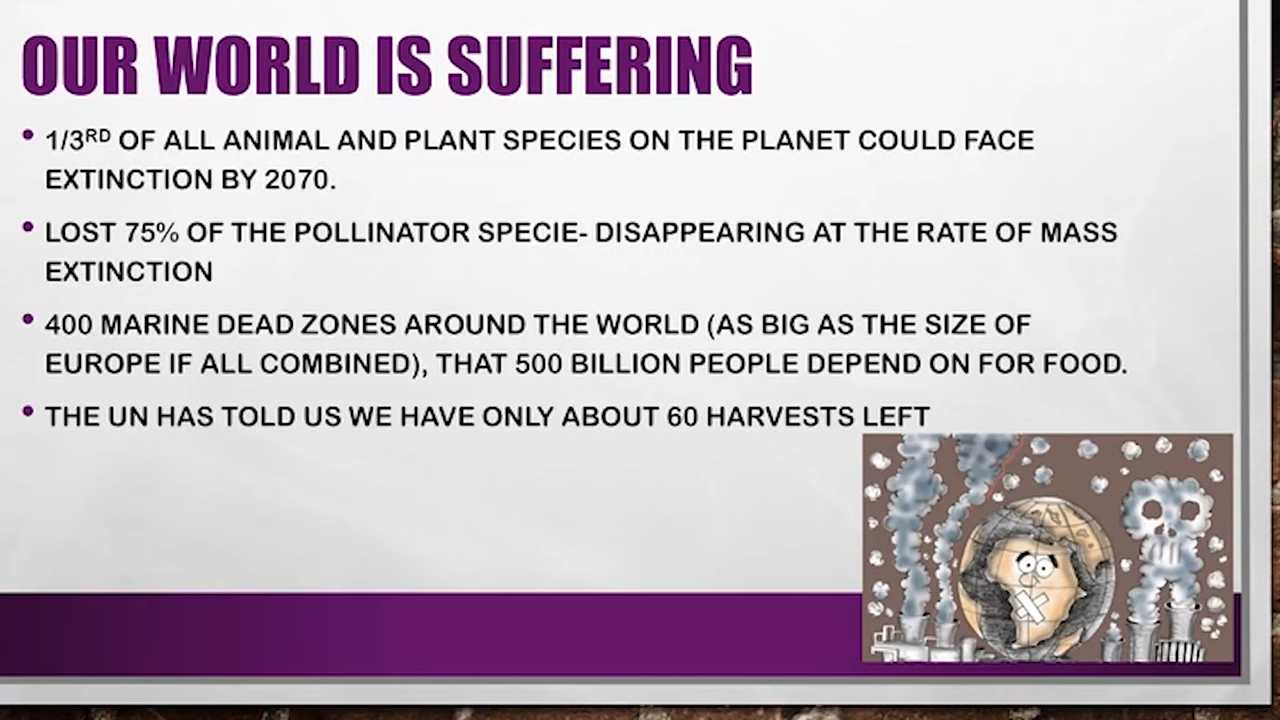 OUR WORLD IS SUFFERING
• 1/3RD OF ALL ANIMAL AND PLANT SPECIES ON THE PLANET COULD FACE
EXTINCTION BY 2070.
• LOST 75% OF THE POLLINATOR SPECIE- DISAPPEARING AT THE RATE OF MASS
EXTINCTION
• 400 MARINE DEAD ZONES AROUND THE WORLD (AS BIG AS THE SIZE OF
EUROPE IF ALL COMBINED), THAT 500 BILLION PEOPLE DEPEND ON FOR FOOD.
• THE UN HAS TOLD US WE HAVE ONLY ABOUT 60 HARVESTS LEFT